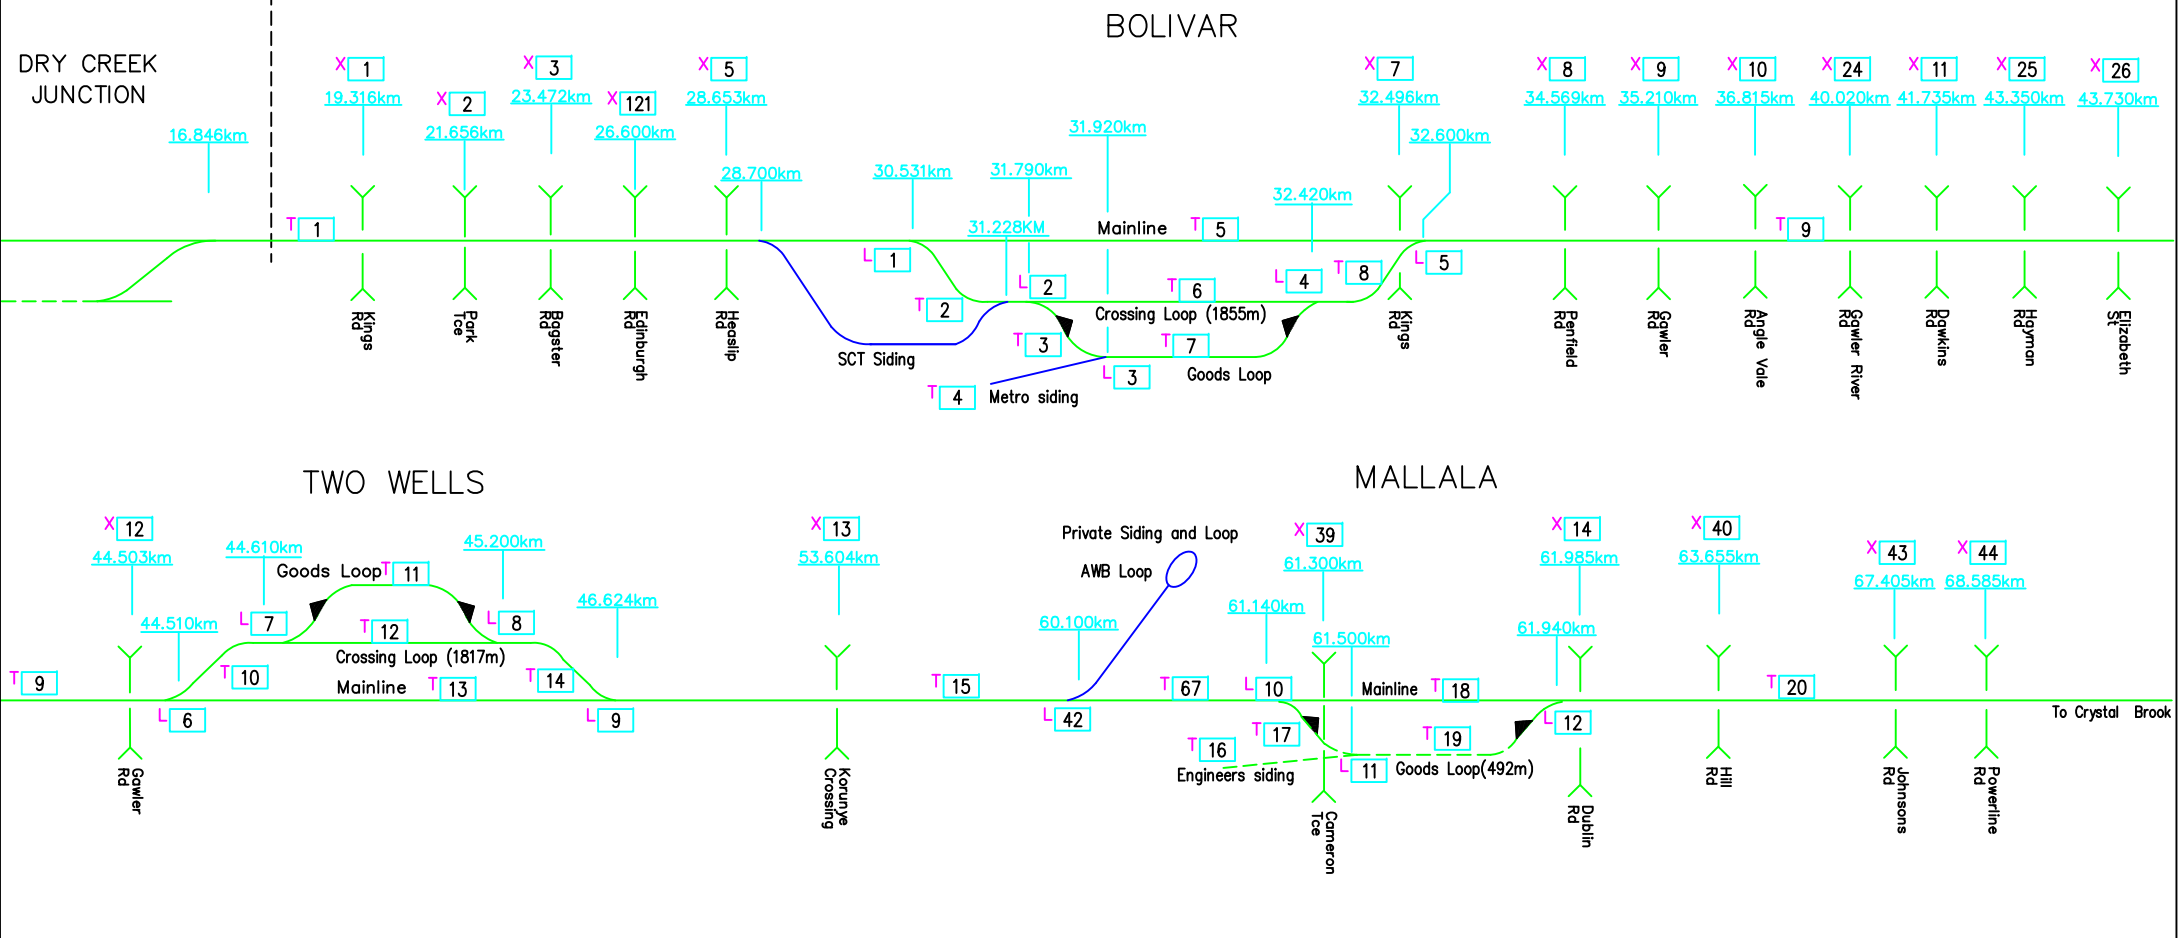 BOLIVAR
DRY CREEK
JUNCTION
X 1
19.316km
X 2
21.656km
X 3
23.472km
X 121
26.600km
X 5
28.653km
X 7
32.496km
X 8
34.569km
X 9
35.210km
X 10
36.815km
X 24
40.020km
X 11
41.735km
X 25
43.350km
X 26
43.730km
16.846km
28.700km
30.531km
31.790km
31.920km
31.228KM
32.420km
32.600km
T 1
Mainline
T 5
T 9
L 1
L 2
T 6
L 4
T 8
L 5
T 2
Crossing Loop (1855m)
T 3
T 7
SCT Siding
L 3
Goods Loop
T 4
Metro siding
Kings
Rd
Park
Tce
Bagster
Rd
Edinburgh
Rd
Heaslip
Rd
Kings
Rd
Penfield
Rd
Gawler
Rd
Angle Vale
Rd
Gawler River
Rd
Dawkins
Rd
Hayman
Rd
Elizabeth
St
TWO WELLS
MALLALA
X 12
44.503km
44.610km
45.200km
X 13
53.604km
Private Siding and Loop
AWB Loop
X 39
61.300km
X 14
61.985km
X 40
63.655km
X 43
67.405km
X 44
68.585km
Goods Loop T 11
44.510km
L 7
T 12
L 8
46.624km
60.100km
61.140km
61.500km
61.940km
Crossing Loop (1817m)
T 9
T 10
Mainline
T 13
T 14
T 15
T 67
L 10
Mainline
T 18
T 20
L 6
L 9
L 42
T 17
T 19
L 12
To Crystal Brook
T 16
Engineers siding
L 11
Goods Loop(492m)
Gawler
Rd
Korunye
Crossing
Cameron
Tce
Dublin
Rd
Hill
Rd
Johnsons
Rd
Powerline
Rd